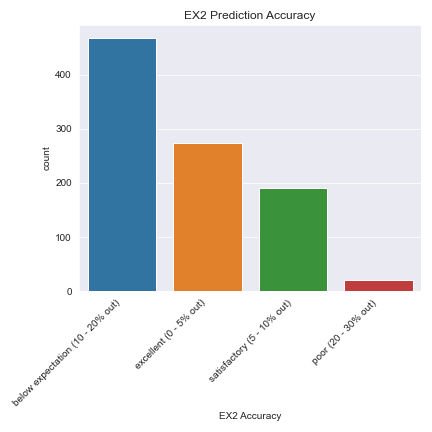 EX2 Prediction Accuracy
400
300
200
100
0
count
below expectation (10 - 20% out)
excellent (0 - 5% out)
satisfactory (5 - 10% out)
poor (20 - 30% out)
EX2 Accuracy